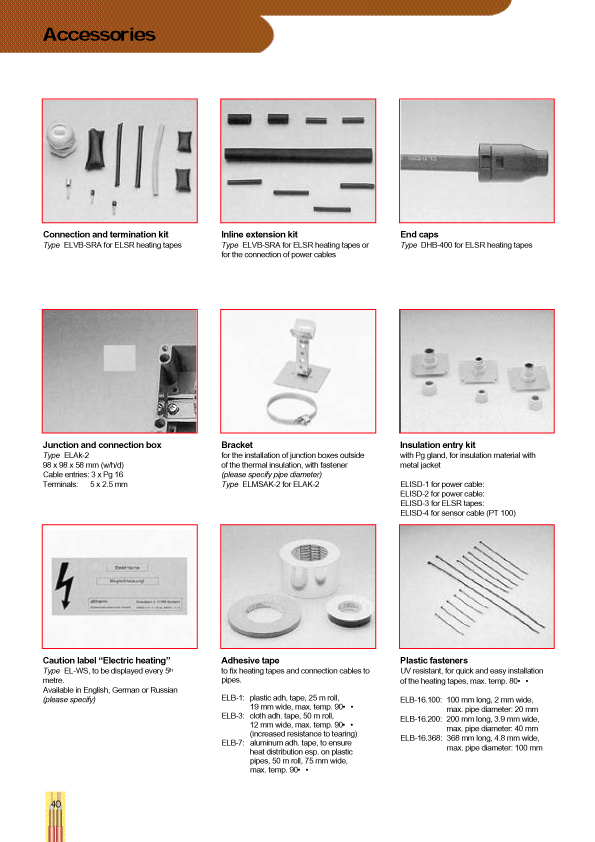 Accessories
Connection and termination kit
Type ELVB-SRA for ELSR heating tapes
Inline extension kit
Type ELVB-SRA for ELSR heating tapes or
for the connection of power cables
End caps
Type DHB-400 for ELSR heating tapes
Junction and connection box
Type ELAk-2
98 x 98 x 58 mm (w/h/d)
Cable entries: 3 x Pg 16
Terminals: 5 x 2.5 mm
Bracket
for the installation of junction boxes outside
of the thermal insulation, with fastener
(please specify pipe diameter)
Type ELMSAK-2 for ELAK-2
Insulation entry kit
with Pg gland, for insulation material with
metal jacket
ELISD-1 for power cable:
ELISD-2 for power cable:
ELISD-3 for ELSR tapes:
ELISD-4 for sensor cable (PT 100)
Elektrische
Begleitheizung!
Caution label “Electric heating”
Type EL-WS, to be displayed every 5th
metre.
Available in English, German or Russian
(please specify)
Adhesive tape
to fix heating tapes and connection cables to
pipes.
ELB-1: plastic adh, tape, 25 m roll,
19 mm wide, max. temp. 90• •
ELB-3: cloth adh. tape, 50 m roll,
12 mm wide, max. temp. 90• •
(increased resistance to tearing)
ELB-7: aluminum adh. tape, to ensure
heat distribution esp. on plastic
pipes, 50 m roll, 75 mm wide,
max. temp. 90• •
Plastic fasteners
UV resistant, for quick and easy installation
of the heating tapes, max. temp. 80• •
ELB-16.100: 100 mm long, 2 mm wide,
max. pipe diameter: 20 mm
ELB-16.200: 200 mm long, 3.9 mm wide,
max. pipe diameter: 40 mm
ELB-16.368: 368 mm long, 4.8 mm wide,
max. pipe diameter: 100 mm
40